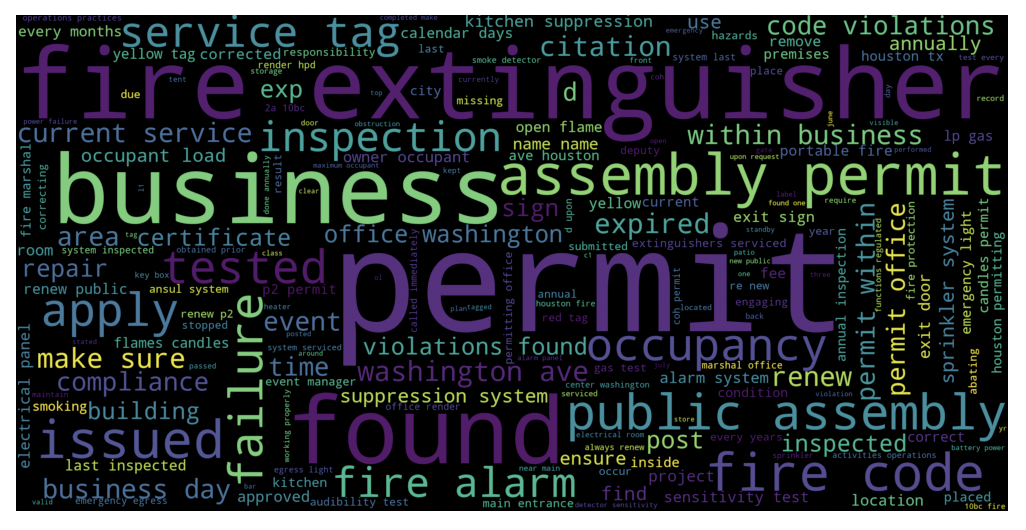 operations practices
service tag
completed make
kitchen suppression
use
emergency
code violations
every months
calendar days
hazards
remove
annually
yellow tag
corrected
responsibility
last
citation
system last
premises
houston tx
render hpd
smoke detector
front
place
test every
fire extinguisher
storage
currently
coh
day
due
tent
exp
city
top
missing
d
record
2a 10bc
june
power failure
door
obstruction
open
visible
current service
inspection
open flame
name name
deputy
within business
lp gas
occupant load
owner occupant
ave houston
upon request
portable fire
performed
maximum occupant
kept
gate
fire marshal
correcting
business
assembly permit
done annually
result
it
clear
label
found one
require
sign
d upon
yellow
current
standby
exit sign
area
certificate
office washington
expired
permit within
permit office
functions regulated
fire protection
sprinkler system
emergency light
candles permit
houston permitting
room
system inspected
tag
class
submitted
extinguishers serviced
year
patio
new public
obtained prior
c1
fee
one
repair
key box
tested
ol
located
three
renew public
ansul system
p2 permit
called immediately
permitting office
annual
re new
engaging
annual inspection
exit door
permit
plan
tagged
houston fire
coh permit
red tag
back
apply
renew p2
stopped
heater
posted
event
electrical panel
stated
passed
flames candles
failure
system serviced
around
alarm panel
gas test
july
occupancy
make sure
time
violations found
marshal office
abating
compliance
event manager
washington ave
center washington
serviced
alarm system
condition
renew
maintain
smoking
building
working properly
suppression system
office render
store
violation
yr
issued
found
public assembly
electrical room
post
every years
sprinkler
activities operations
always renew
inspected
correct
battery power
last inspected
egress light
near main
ensure
inside
business day
kitchen
fire alarm
occur
project
fire code
bar
approved
find
sensitivity test
location
placed
valid
emergency egress
audibility test
main entrance
detector sensitivity
10bc fire